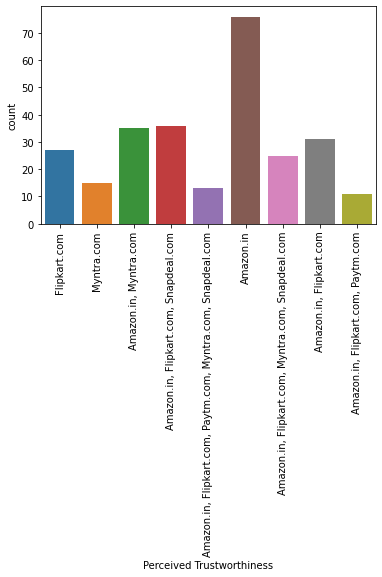 70
60
50
40
30
20
10
0
count
Flipkart.com
Myntra.com
Amazon.in, Myntra.com
Amazon.in, Flipkart.com, Snapdeal.com
Amazon.in, Flipkart.com, Paytm.com, Myntra.com, Snapdeal.com
Amazon.in
Amazon.in, Flipkart.com, Myntra.com, Snapdeal.com
Amazon.in, Flipkart.com
Amazon.in, Flipkart.com, Paytm.com
Perceived Trustworthiness